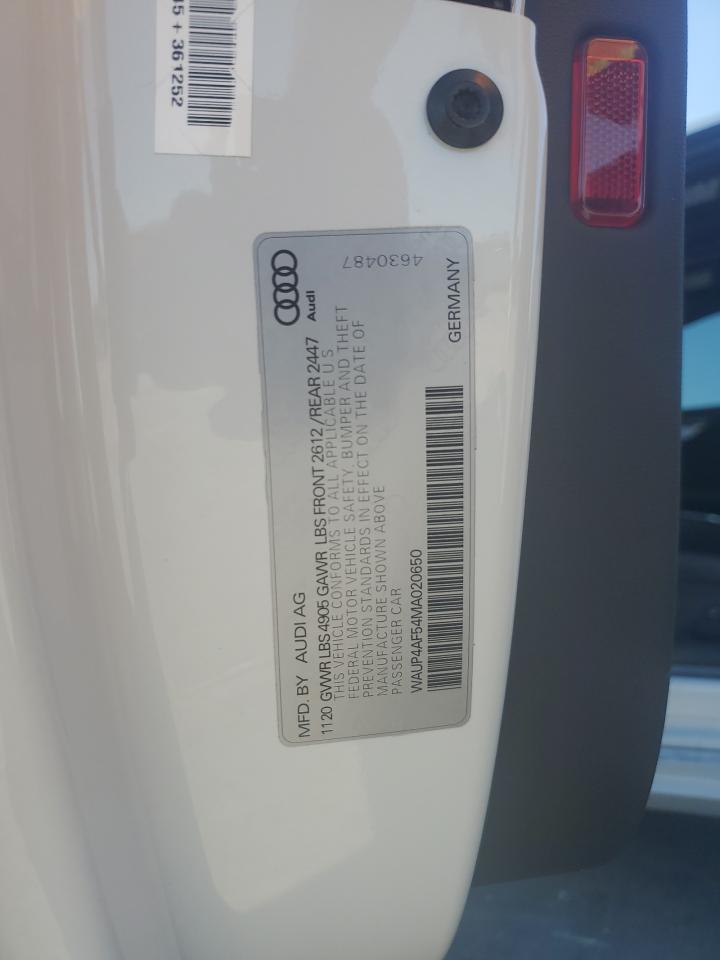 45 + 361252
4630487
Audi
MFD. BY AUDI AG
1120 GVWR LBS 4905 GAWR LBS FRONT 2612 / REAR 2447
THIS VEHICLE CONFORMS TO ALL APPLICABLE U S
FEDERAL MOTOR VEHICLE SAFETY, BUMPER AND THEFT
PREVENTION STANDARDS IN EFFECT ON THE DATE OF
MANUFACTURE SHOWN ABOVE
PASSENGER CAR
GERMANY
WAUP4AF54MA020650